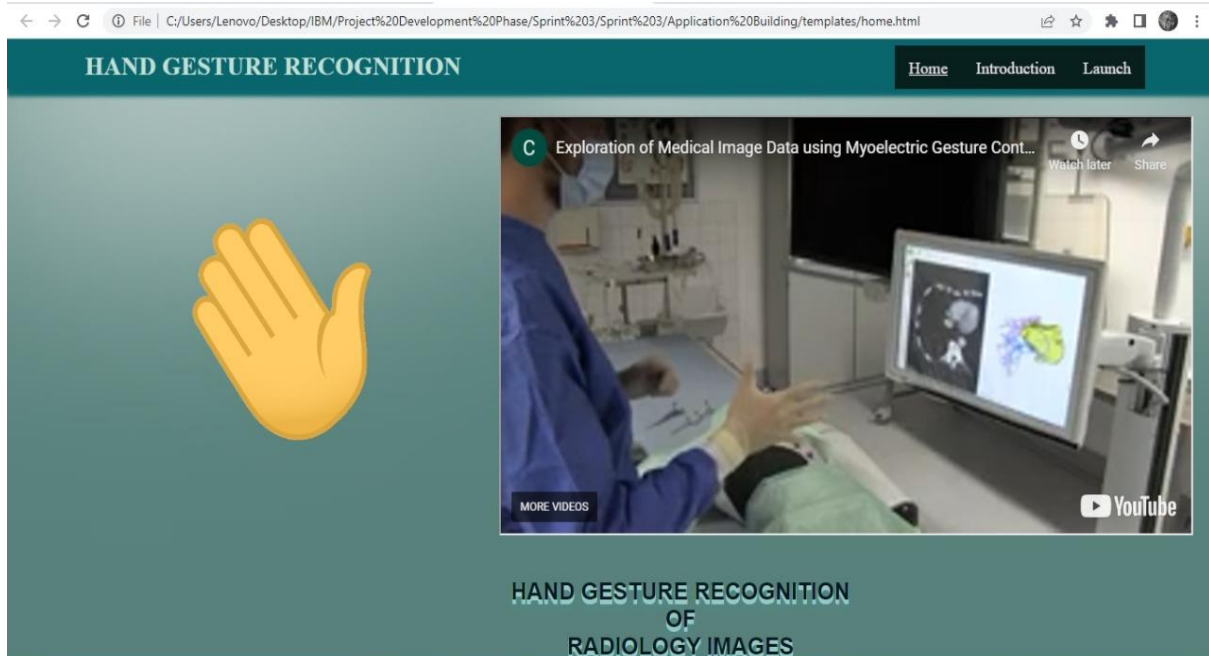 File | C:/Users/Lenovo/Desktop/IBM/Project%20Development%20Phase/Sprint%203/Sprint%203/Application%20Building/templates/home.html
HAND GESTURE RECOGNITION
Home Introduction Launch
C Exploration of Medical Image Data using Myoelectric Gesture Cont...
Watch later Share
MORE VIDEOS
YouTube
HAND GESTURE RECOGNITION
OF
RADIOLOGY IMAGES